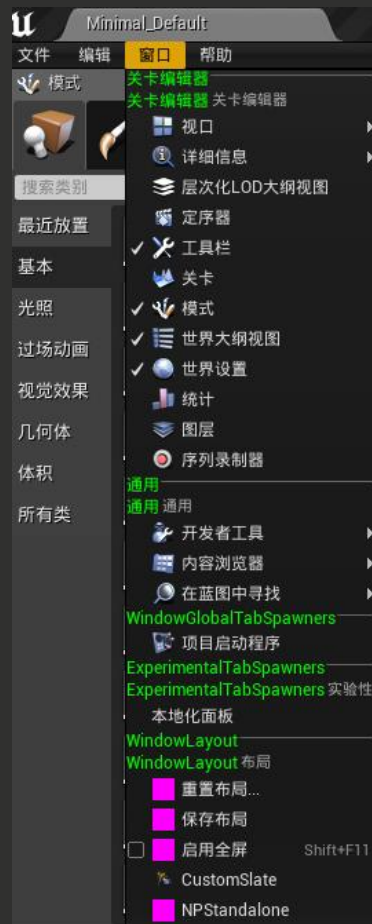 Minimal_Default
文件 编辑 窗口 帮助
模式
关卡编辑器
关卡编辑器 关卡编辑器
视口
详细信息
搜索类别
层次化LOD大纲视图
最近放置
定序器
工具栏
基本
关卡
光照
模式
过场动画
世界大纲视图
世界设置
视觉效果
统计
几何体
图层
体积
序列录制器
通用
通用 通用
所有类
开发者工具
内容浏览器
在蓝图中寻找
WindowGlobalTabSpawners
项目启动程序
ExperimentalTabSpawners
ExperimentalTabSpawners 实验性
本地化面板
WindowLayout
WindowLayout 布局
重置布局...
保存布局
启用全屏 Shift+F11
CustomSlate
NPStandalone